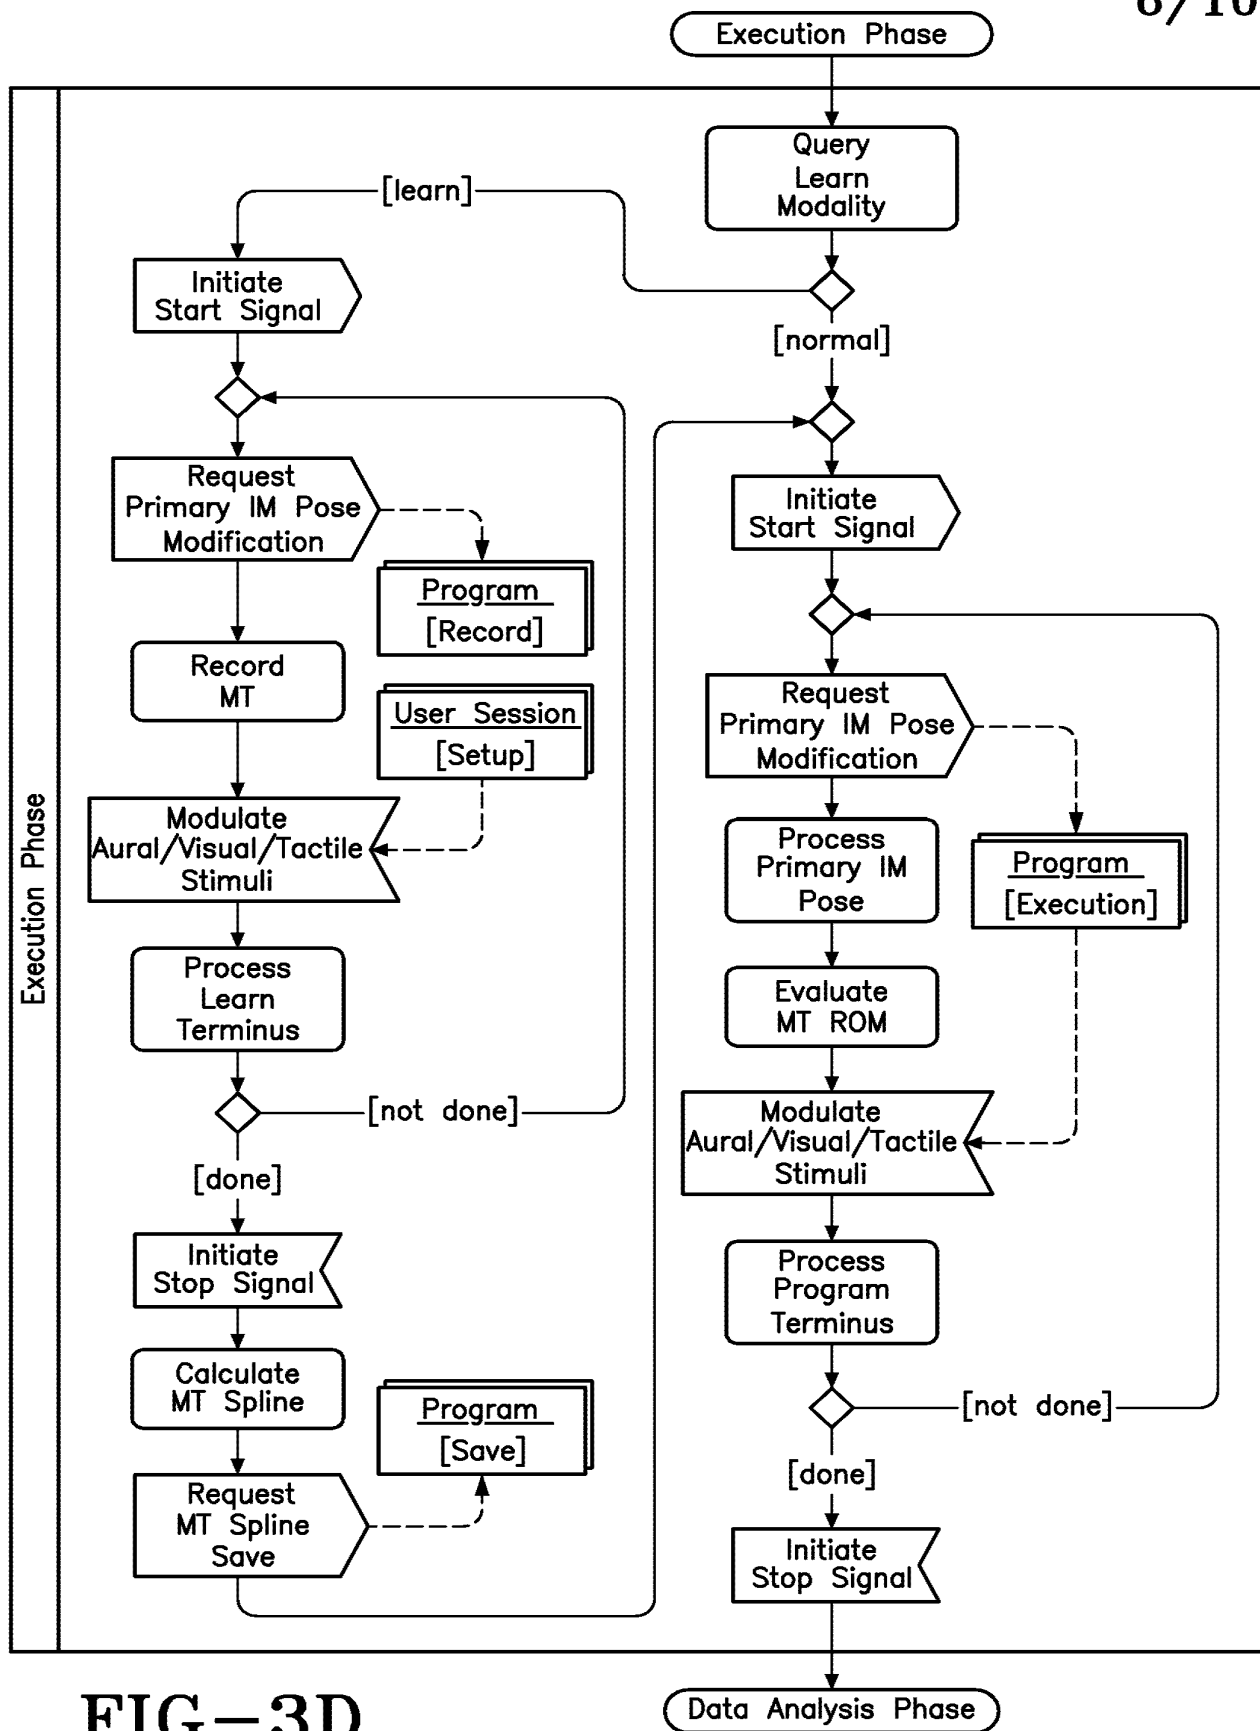 6/10
Execution Phase
Execution Phase
Query
Learn
Modality
[learn]
[normal]
Initiate
Start Signal
Request
Primary IM Pose
Modification
Program
[Record]
Record
MT
User Session
[Setup]
Modulate
Aural/Visual/Tactile
Stimuli
Process
Learn
Terminus
[not done]
[done]
Initiate
Stop Signal
Calculate
MT Spline
Program
[Save]
Request
MT Spline
Save
Initiate
Start Signal
Request
Primary IM Pose
Modification
Process
Primary IM
Pose
Program
[Execution]
Evaluate
MT ROM
Modulate
Aural/Visual/Tactile
Stimuli
Process
Program
Terminus
[not done]
[done]
Initiate
Stop Signal
Data Analysis Phase
FIG-3D